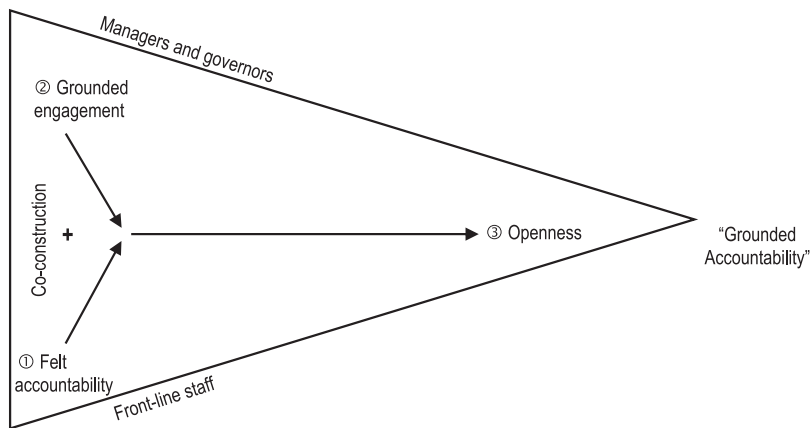 Managers and governors
② Grounded
engagement
Co-construction
+
③ Openness
“Grounded
Accountability”
① Felt
accountability
Front-line staff